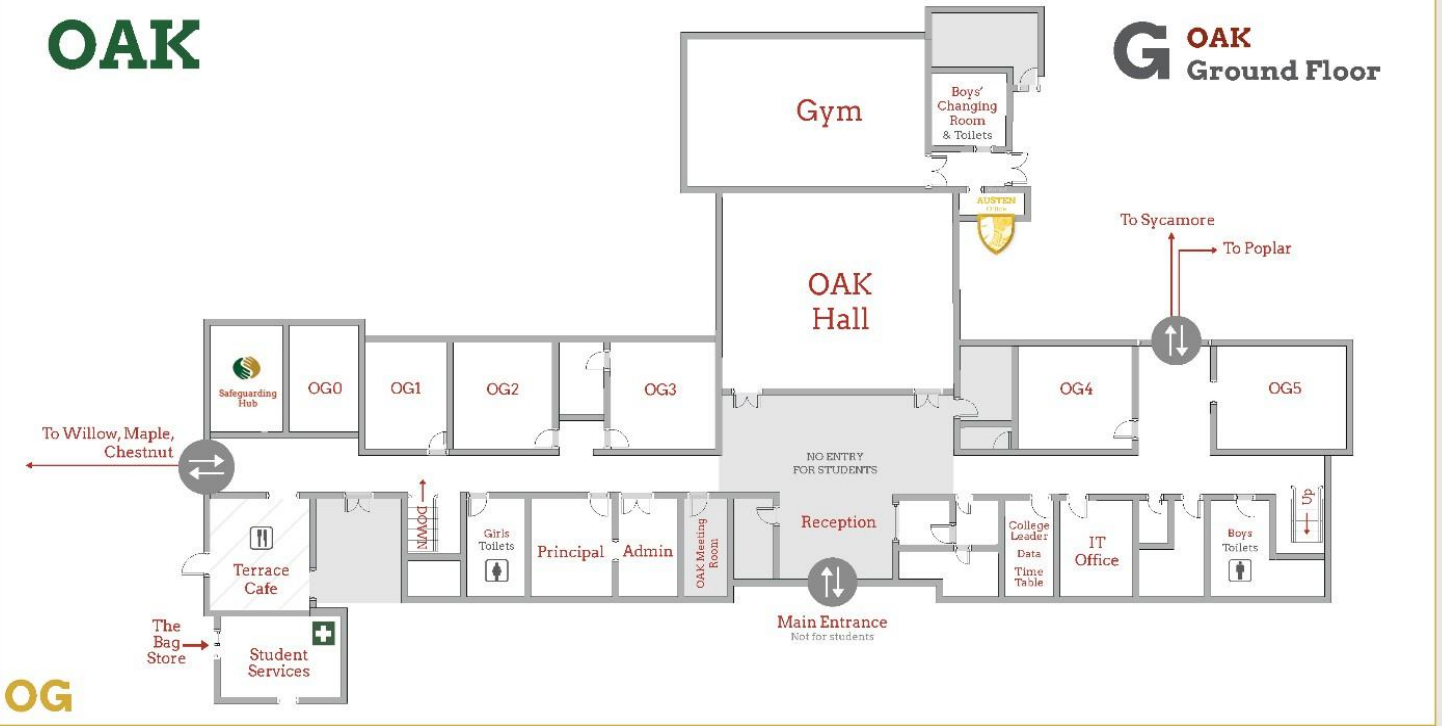 OAK
G
OAK
Ground Floor
Gym
Boys'
Changing
Room
& Toilets
AUSTEN
To Sycamore
To Poplar
OAK
Hall
Safeguarding
Hub
OG0
OG1
OG2
OG3
OG4
OG5
To Willow, Maple,
Chestnut
NO ENTRY
FOR STUDENTS
DOWN
Girls
Toilets
Principal
Admin
OAK Meeting
Room
Reception
College
Leader
Data
Time
Table
IT
Office
Boys
Toilets
Up
Terrace
Cafe
Main Entrance
Not for students
The
Bag
Store
Student
Services
OG